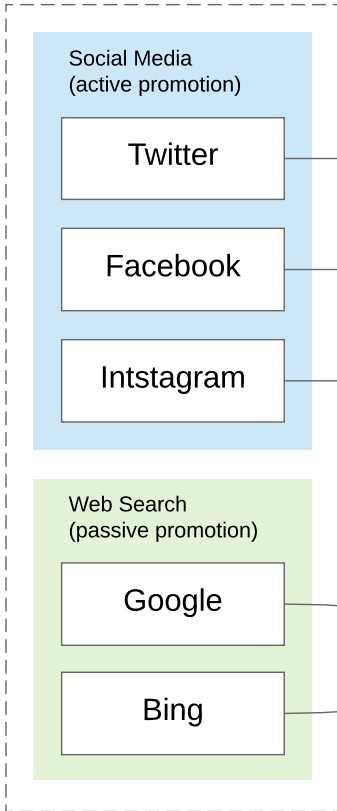 Social Media
(active promotion)
Twitter
Facebook
Intstagram
Web Search
(passive promotion)
Google
Bing